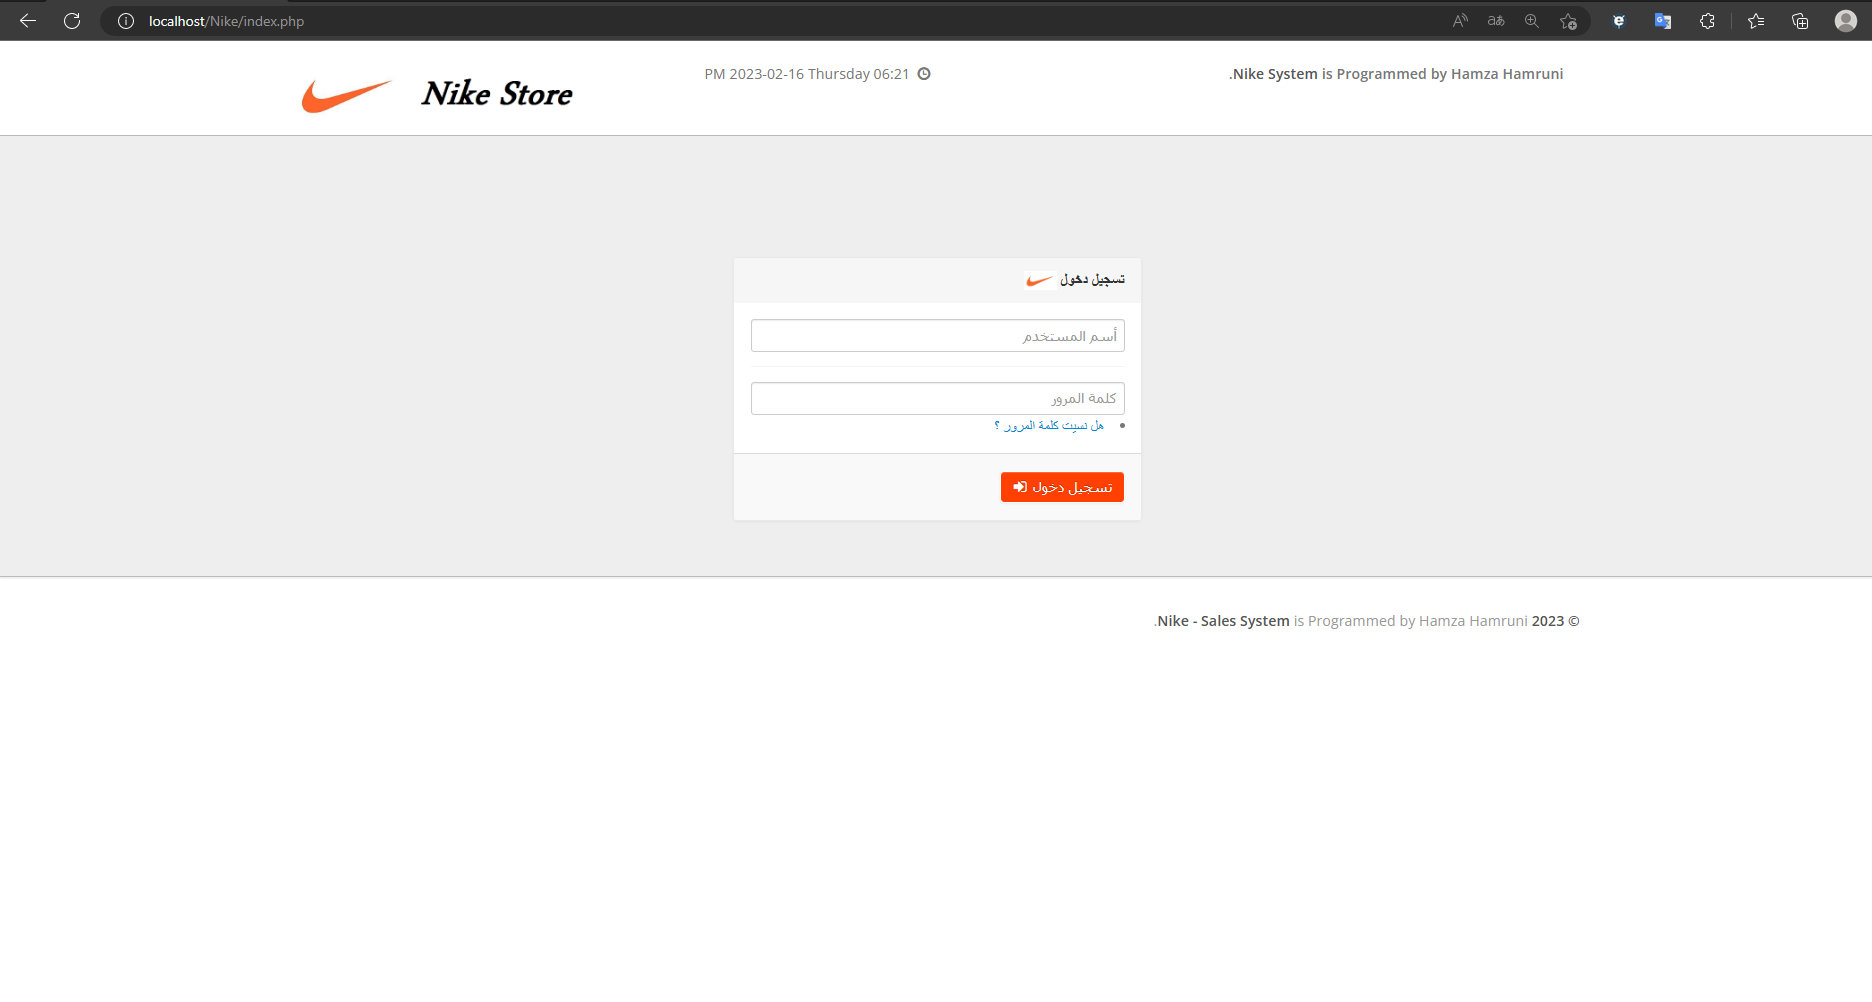 localhost/Nike/index.php
Nike Store
PM 2023-02-16 Thursday 06:21
.Nike System is Programmed by Hamza Hamruni
تسجيل دخول
أسم المستخدم
كلمة المرور
هل نسيت كلمة المرور ؟
تسجيل دخول
.Nike - Sales System is Programmed by Hamza Hamruni 2023 ©